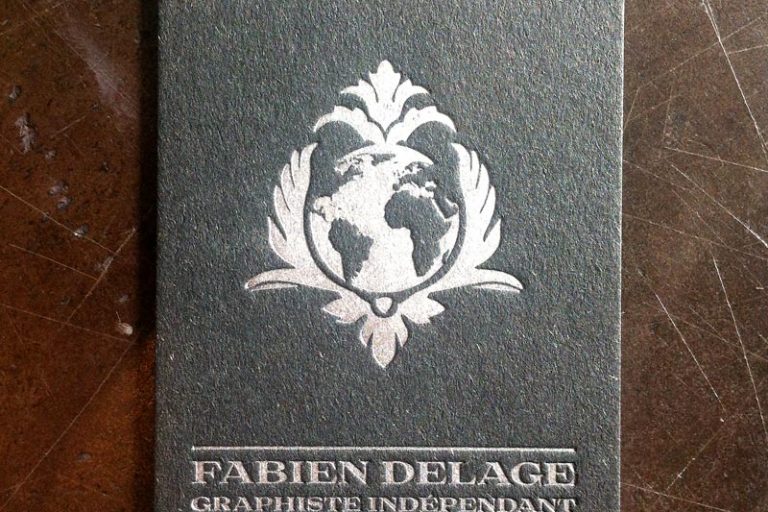 FABIEN DELAGE
GRAPHISTE INDÉPENDANT